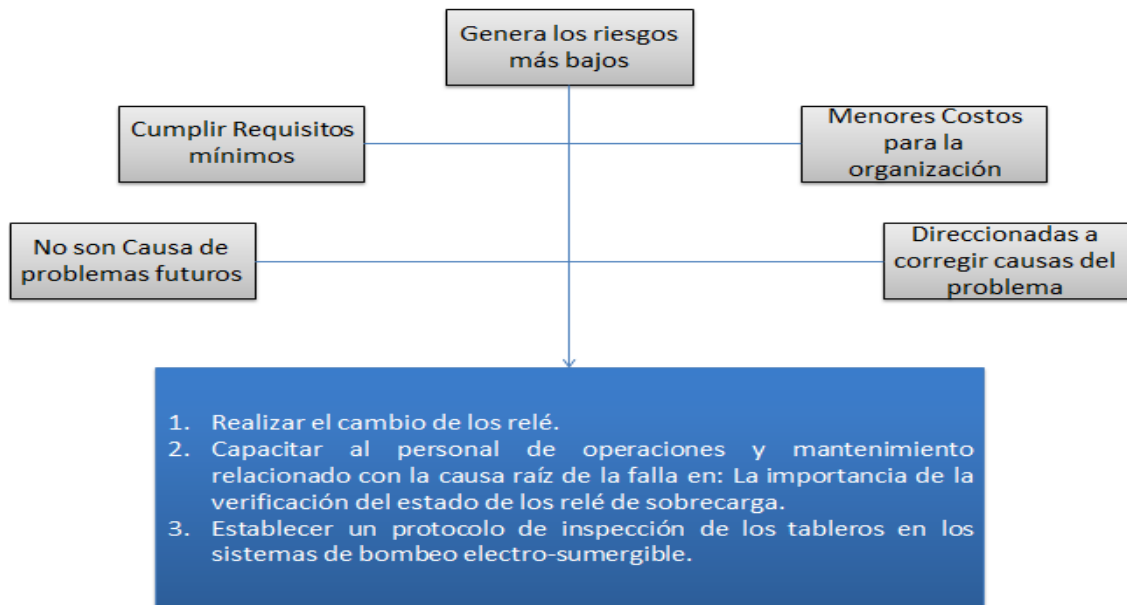 Genera los riesgos
más bajos
Cumplir Requisitos
mínimos
Menores Costos
para la
organización
No son Causa de
problemas futuros
Direccionadas a
corregir causas del
problema
1. Realizar el cambio de los relé.
2. Capacitar al personal de operaciones y mantenimiento
relacionado con la causa raíz de la falla en: La importancia de la
verificación del estado de los relé de sobrecarga.
3. Establecer un protocolo de inspección de los tableros en los
sistemas de bombeo electro-sumergible.